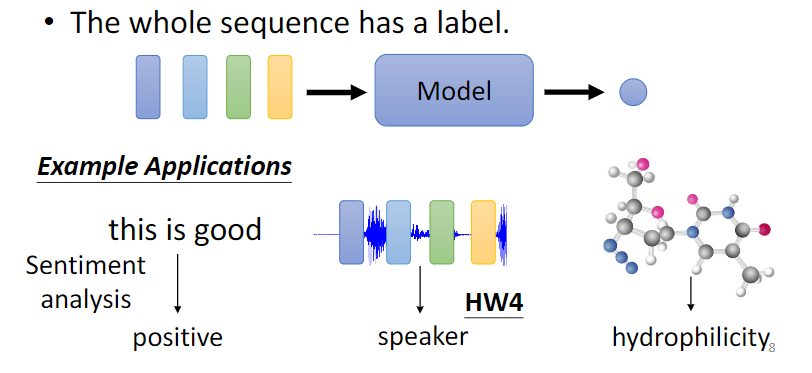 • The whole sequence has a label.
Model
Example Applications
this is good
Sentiment
analysis
positive
HW4
speaker
hydrophilicity
8